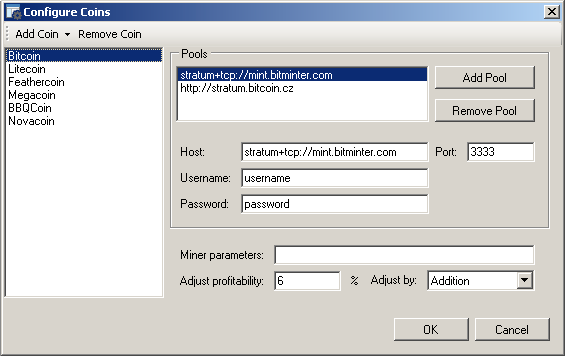 Configure Coins
Add Coin Remove Coin
Bitcoin
Litecoin
Feathercoin
Megacoin
BBQCoin
Novacoin
Pools
stratum+tcp://mint.bitminter.com
http://stratum.bitcoin.cz
Add Pool
Remove Pool
Host: stratum+tcp://mint.bitminter.com Port: 3333
Username: username
Password: password
Miner parameters:
Adjust profitability: 6 % Adjust by: Addition
OK Cancel